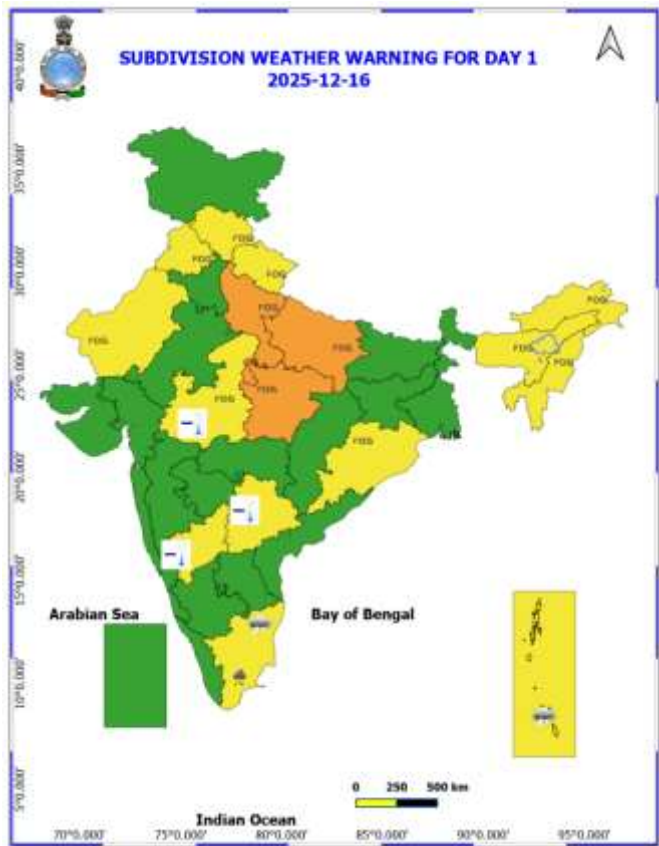 SUBDIVISION WEATHER WARNING FOR DAY 1
2025-12-16
40°0.000'
35°0.000'
30°0.000'
25°0.000'
20°0.000'
15°0.000'
10°0.000'
5°0.000'
FOG
FOG
FOG
FOG
FOG
FOG
FOG
FOG
FOG
FOG
FOG
FOG
Arabian Sea
Bay of Bengal
0 250 500 km
Indian Ocean
70°0.000' 75°0.000' 80°0.000' 85°0.000' 90°0.000' 95°0.000'